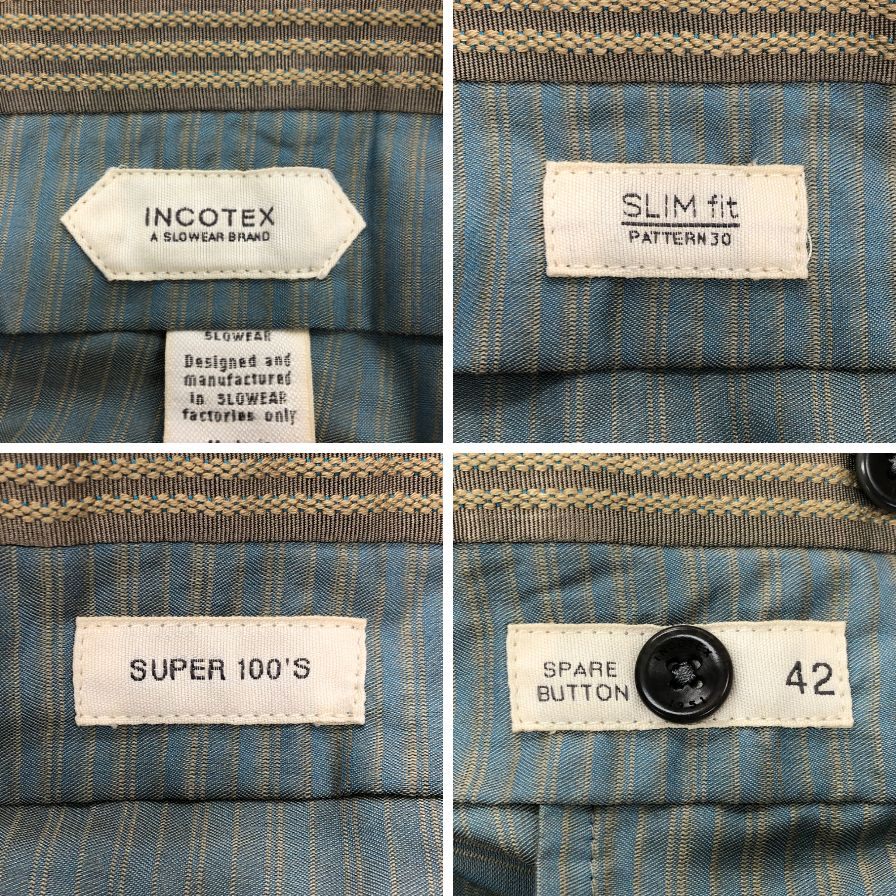 INCOTEX
A SLOWEAR BRAND
SLOWEAR
Designed and
manufactured
in SLOWEAR
factories only
SLIM fit
PATTERN 30
SUPER 100'S
SPARE
BUTTON
42